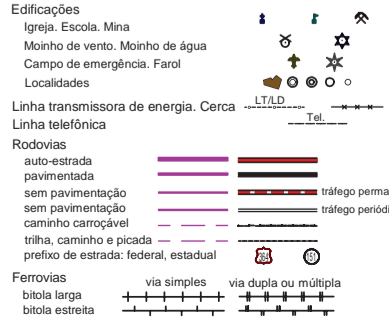 Edificações
Igreja. Escola. Mina
Moinho de vento. Moinho de água
Campo de emergência. Farol
Localidades
Linha transmissora de energia. Cerca LT/LD
Linha telefônica Tel.
Rodovias
auto-estrada
pavimentada
sem pavimentação tráfego perma
sem pavimentação tráfego periódi
caminho carroçável
trilha, caminho e picada
prefixo de estrada: federal, estadual 364 151
Ferrovias via simples via dupla ou múltipla
bitola larga
bitola estreita